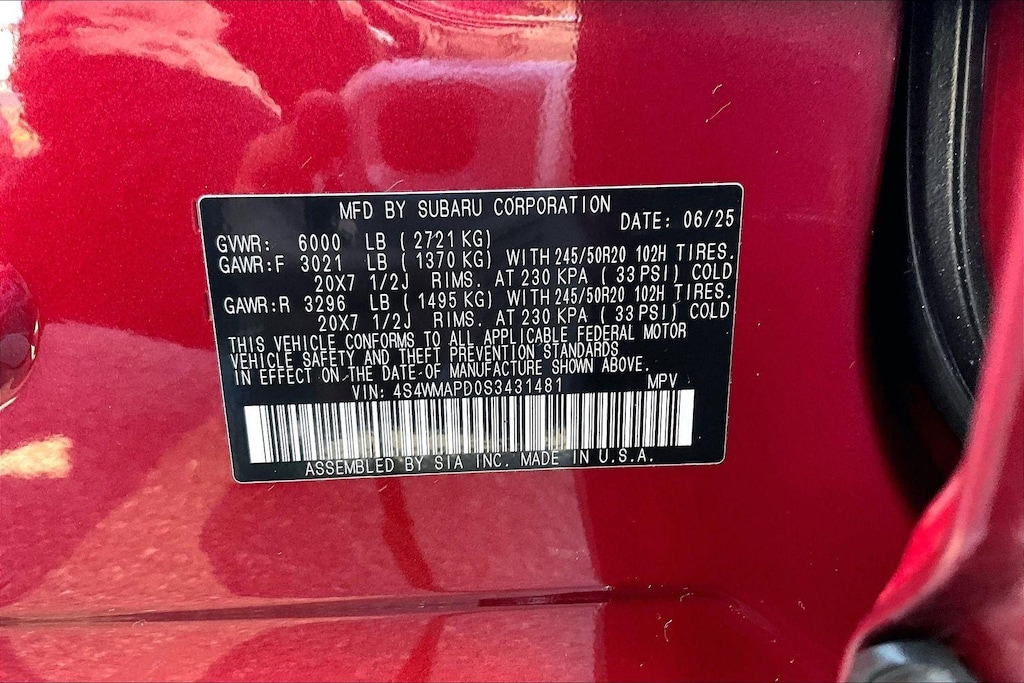 MFD BY SUBARU CORPORATION DATE: 06/25
GVWR: 6000 LB ( 2721 KG)
GAWR:F 3021 LB ( 1370 KG) WITH 245/50R20 102H TIRES.
20X7 1/2J RIMS. AT 230 KPA ( 33 PSI) COLD
GAWR:R 3296 LB ( 1495 KG) WITH 245/50R20 102H TIRES.
20X7 1/2J RIMS. AT 230 KPA ( 33 PSI) COLD
THIS VEHICLE CONFORMS TO ALL APPLICABLE FEDERAL MOTOR
VEHICLE SAFETY AND THEFT PREVENTION STANDARDS
IN EFFECT ON THE DATE OF MANUFACTURE SHOWN ABOVE.
VIN: 4S4WMAPD0S3431481 MPV
ASSEMBLED BY SIA INC. MADE IN U.S.A.